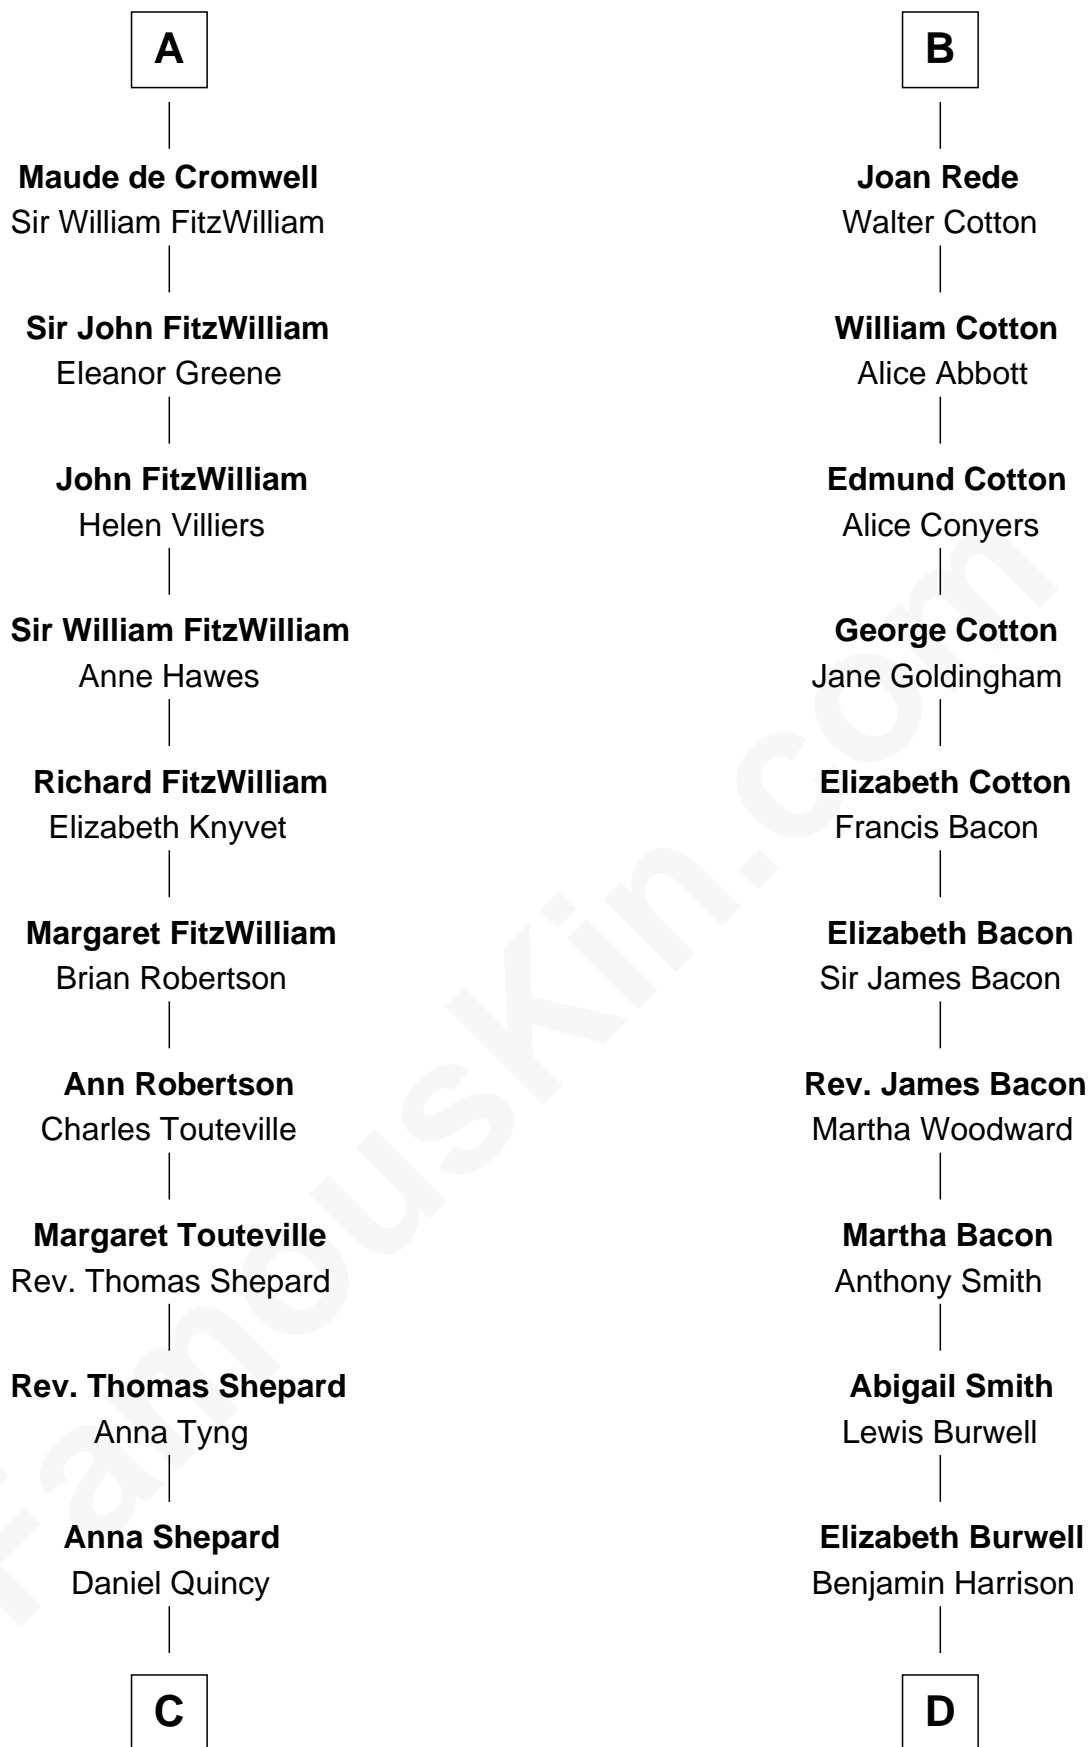 A
Maude de Cromwell
Sir William FitzWilliam
Sir John FitzWilliam
Eleanor Greene
John FitzWilliam
Helen Villiers
Sir William FitzWilliam
Anne Hawes
Richard FitzWilliam
Elizabeth Knyvet
Margaret FitzWilliam
Brian Robertson
Ann Robertson
Charles Touteville
Margaret Touteville
Rev. Thomas Shepard
Rev. Thomas Shepard
Anna Tyng
Anna Shepard
Daniel Quincy
C
B
Joan Rede
Walter Cotton
William Cotton
Alice Abbott
Edmund Cotton
Alice Conyers
George Cotton
Jane Goldingham
Elizabeth Cotton
Francis Bacon
Elizabeth Bacon
Sir James Bacon
Rev. James Bacon
Martha Woodward
Martha Bacon
Anthony Smith
Abigail Smith
Lewis Burwell
Elizabeth Burwell
Benjamin Harrison
D
FamousKin.com